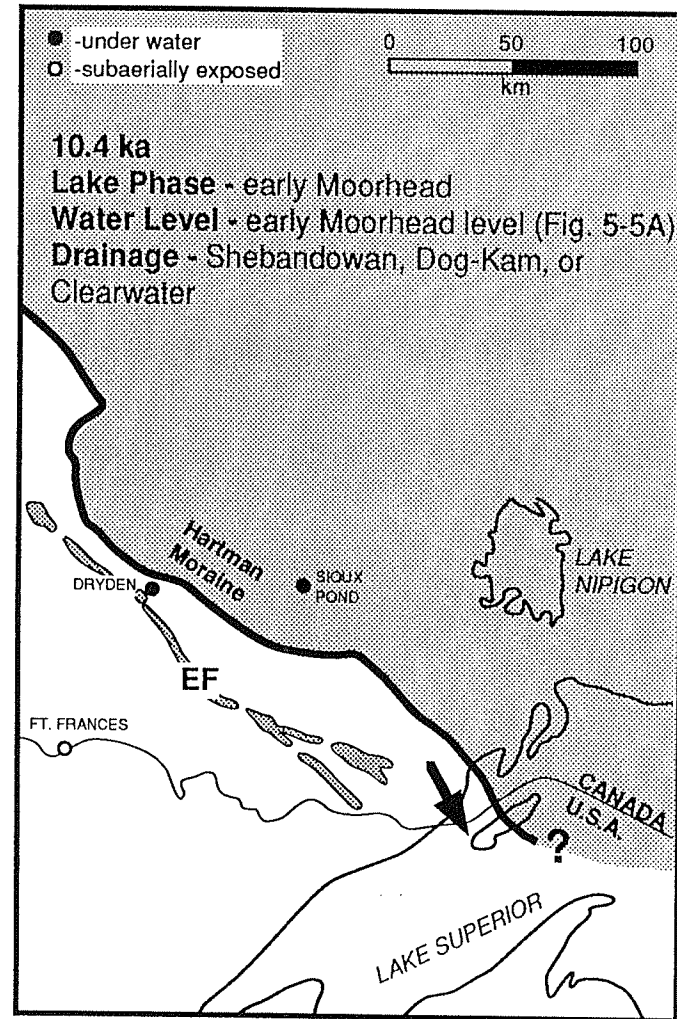 -under water
-subaerially exposed
0 50 100
km
10.4 ka
Lake Phase - early Moorhead
Water Level - early Moorhead level (Fig. 5-5A)
Drainage - Shebandowan, Dog-Kam, or
Clearwater
Hartman
Moraine
DRYDEN
SIOUX
POND
LAKE
NIPIGON
EF
FT. FRANCES
CANADA
U.S.A.
?
LAKE SUPERIOR